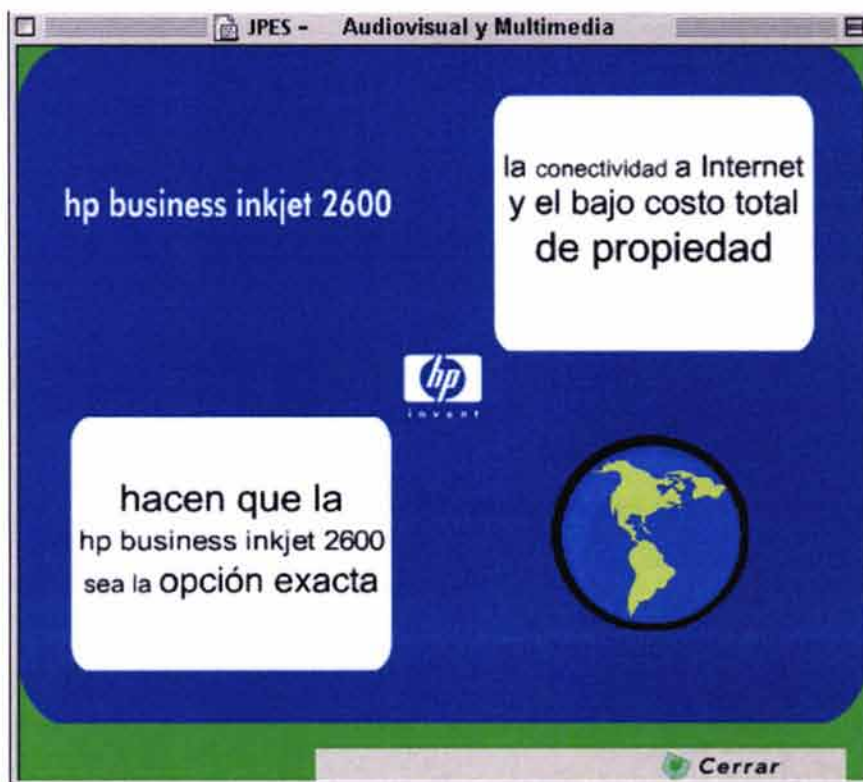 JPES - Audiovisual y Multimedia
hp business inkjet 2600
la conectividad a Internet
y el bajo costo total
de propiedad
hp
invent
hacen que la
hp business inkjet 2600
sea la opción exacta
Cerrar